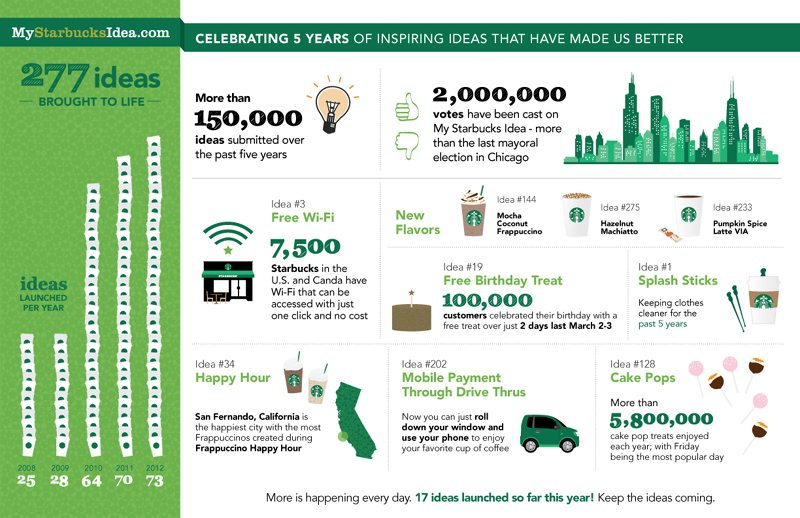 MyStarbucksIdea.com
CELEBRATING 5 YEARS OF INSPIRING IDEAS THAT HAVE MADE US BETTER
277 ideas
BROUGHT TO LIFE
ideas
LAUNCHED
PER YEAR
2008
25
2009
28
2010
64
2011
70
2012
73
More than
150,000
ideas submitted over
the past five years
2,000,000
votes have been cast on
My Starbucks Idea - more
than the last mayoral
election in Chicago
Idea #3
Free Wi-Fi
7,500
Starbucks in the
U.S. and Canda have
Wi-Fi that can be
accessed with just
one click and no cost
New
Flavors
Idea #144
Mocha
Coconut
Frappuccino
Idea #275
Hazelnut
Machiatto
Idea #233
Pumpkin Spice
Latte VIA
Idea #19
Free Birthday Treat
100,000
customers celebrated their birthday with a
free treat over just 2 days last March 2-3
Idea #1
Splash Sticks
Keeping clothes
cleaner for the
past 5 years
Idea #34
Happy Hour
San Fernando, California is
the happiest city with the most
Frappuccinos created during
Frappuccino Happy Hour
Idea #202
Mobile Payment
Through Drive Thrus
Now you can just roll
down your window and
use your phone to enjoy
your favorite cup of coffee
Idea #128
Cake Pops
More than
5,800,000
cake pop treats enjoyed
each year; with Friday
being the most popular day
More is happening every day. 17 ideas launched so far this year! Keep the ideas coming.